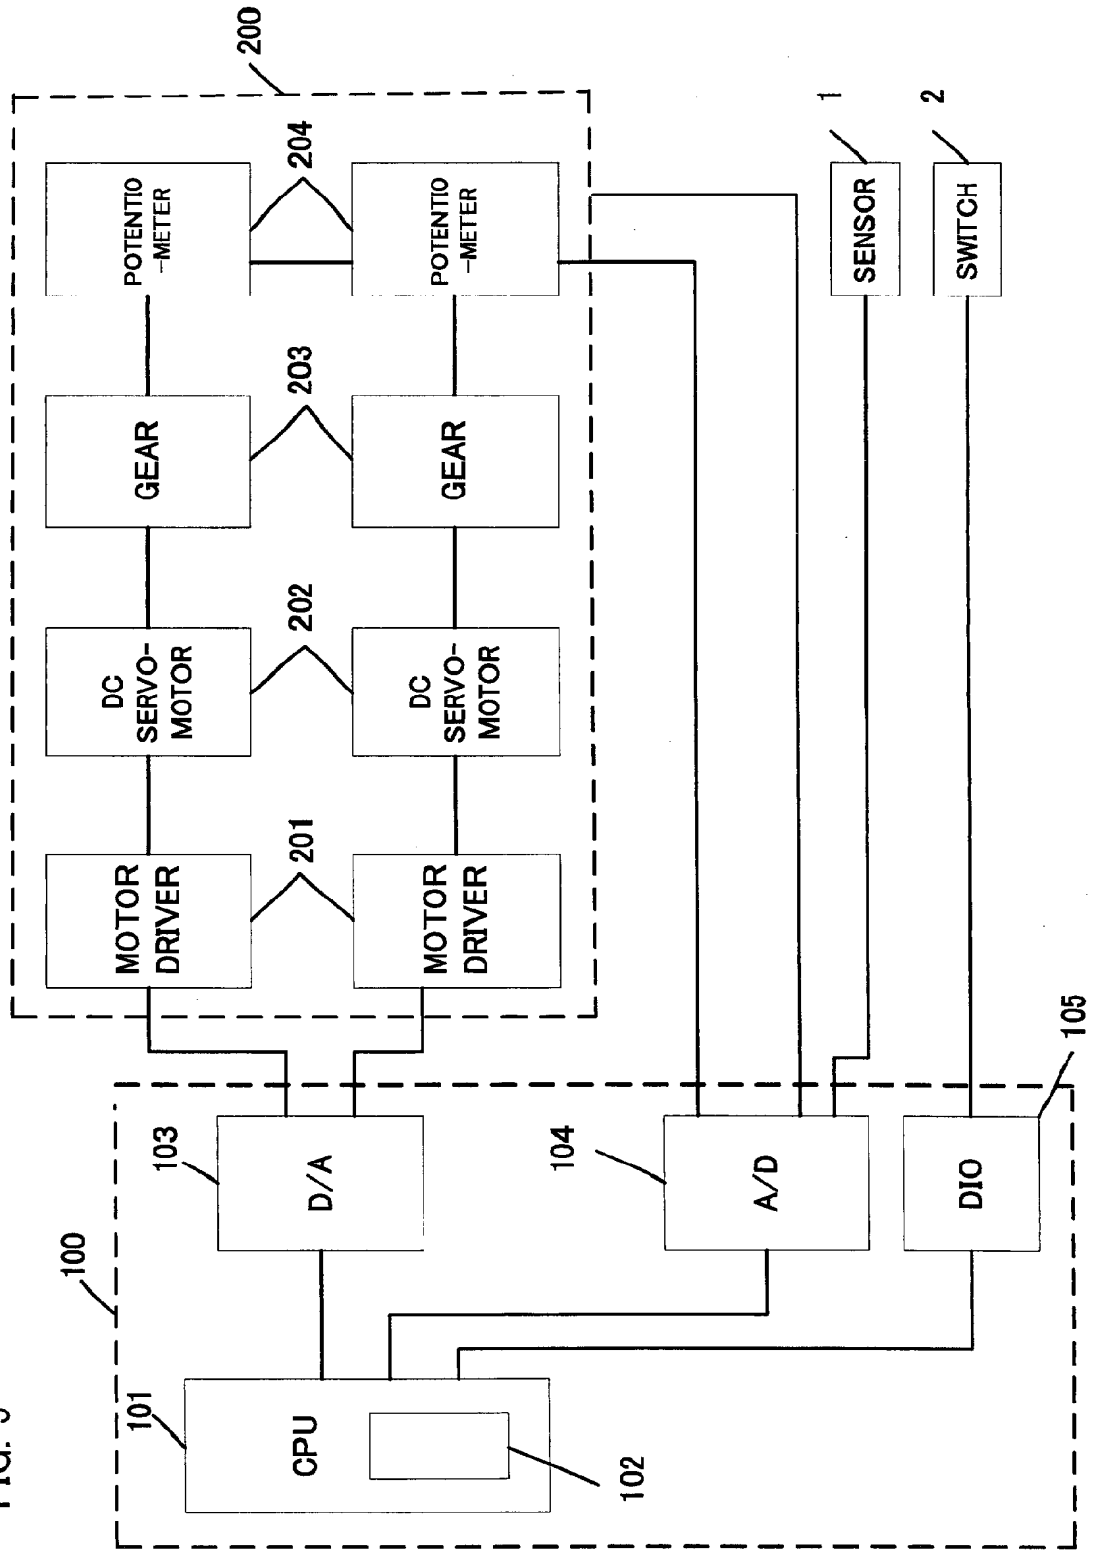 FIG.
100
101
CPU
102
103
D/A
104
A/D
DIO
105
200
MOTOR
DRIVER
201
MOTOR
DRIVER
DC
SERVO-
MOTOR
202
DC
SERVO-
MOTOR
GEAR
203
GEAR
POTENTIO
-METER
204
POTENTIO
-METER
SENSOR
1
SWITCH
2